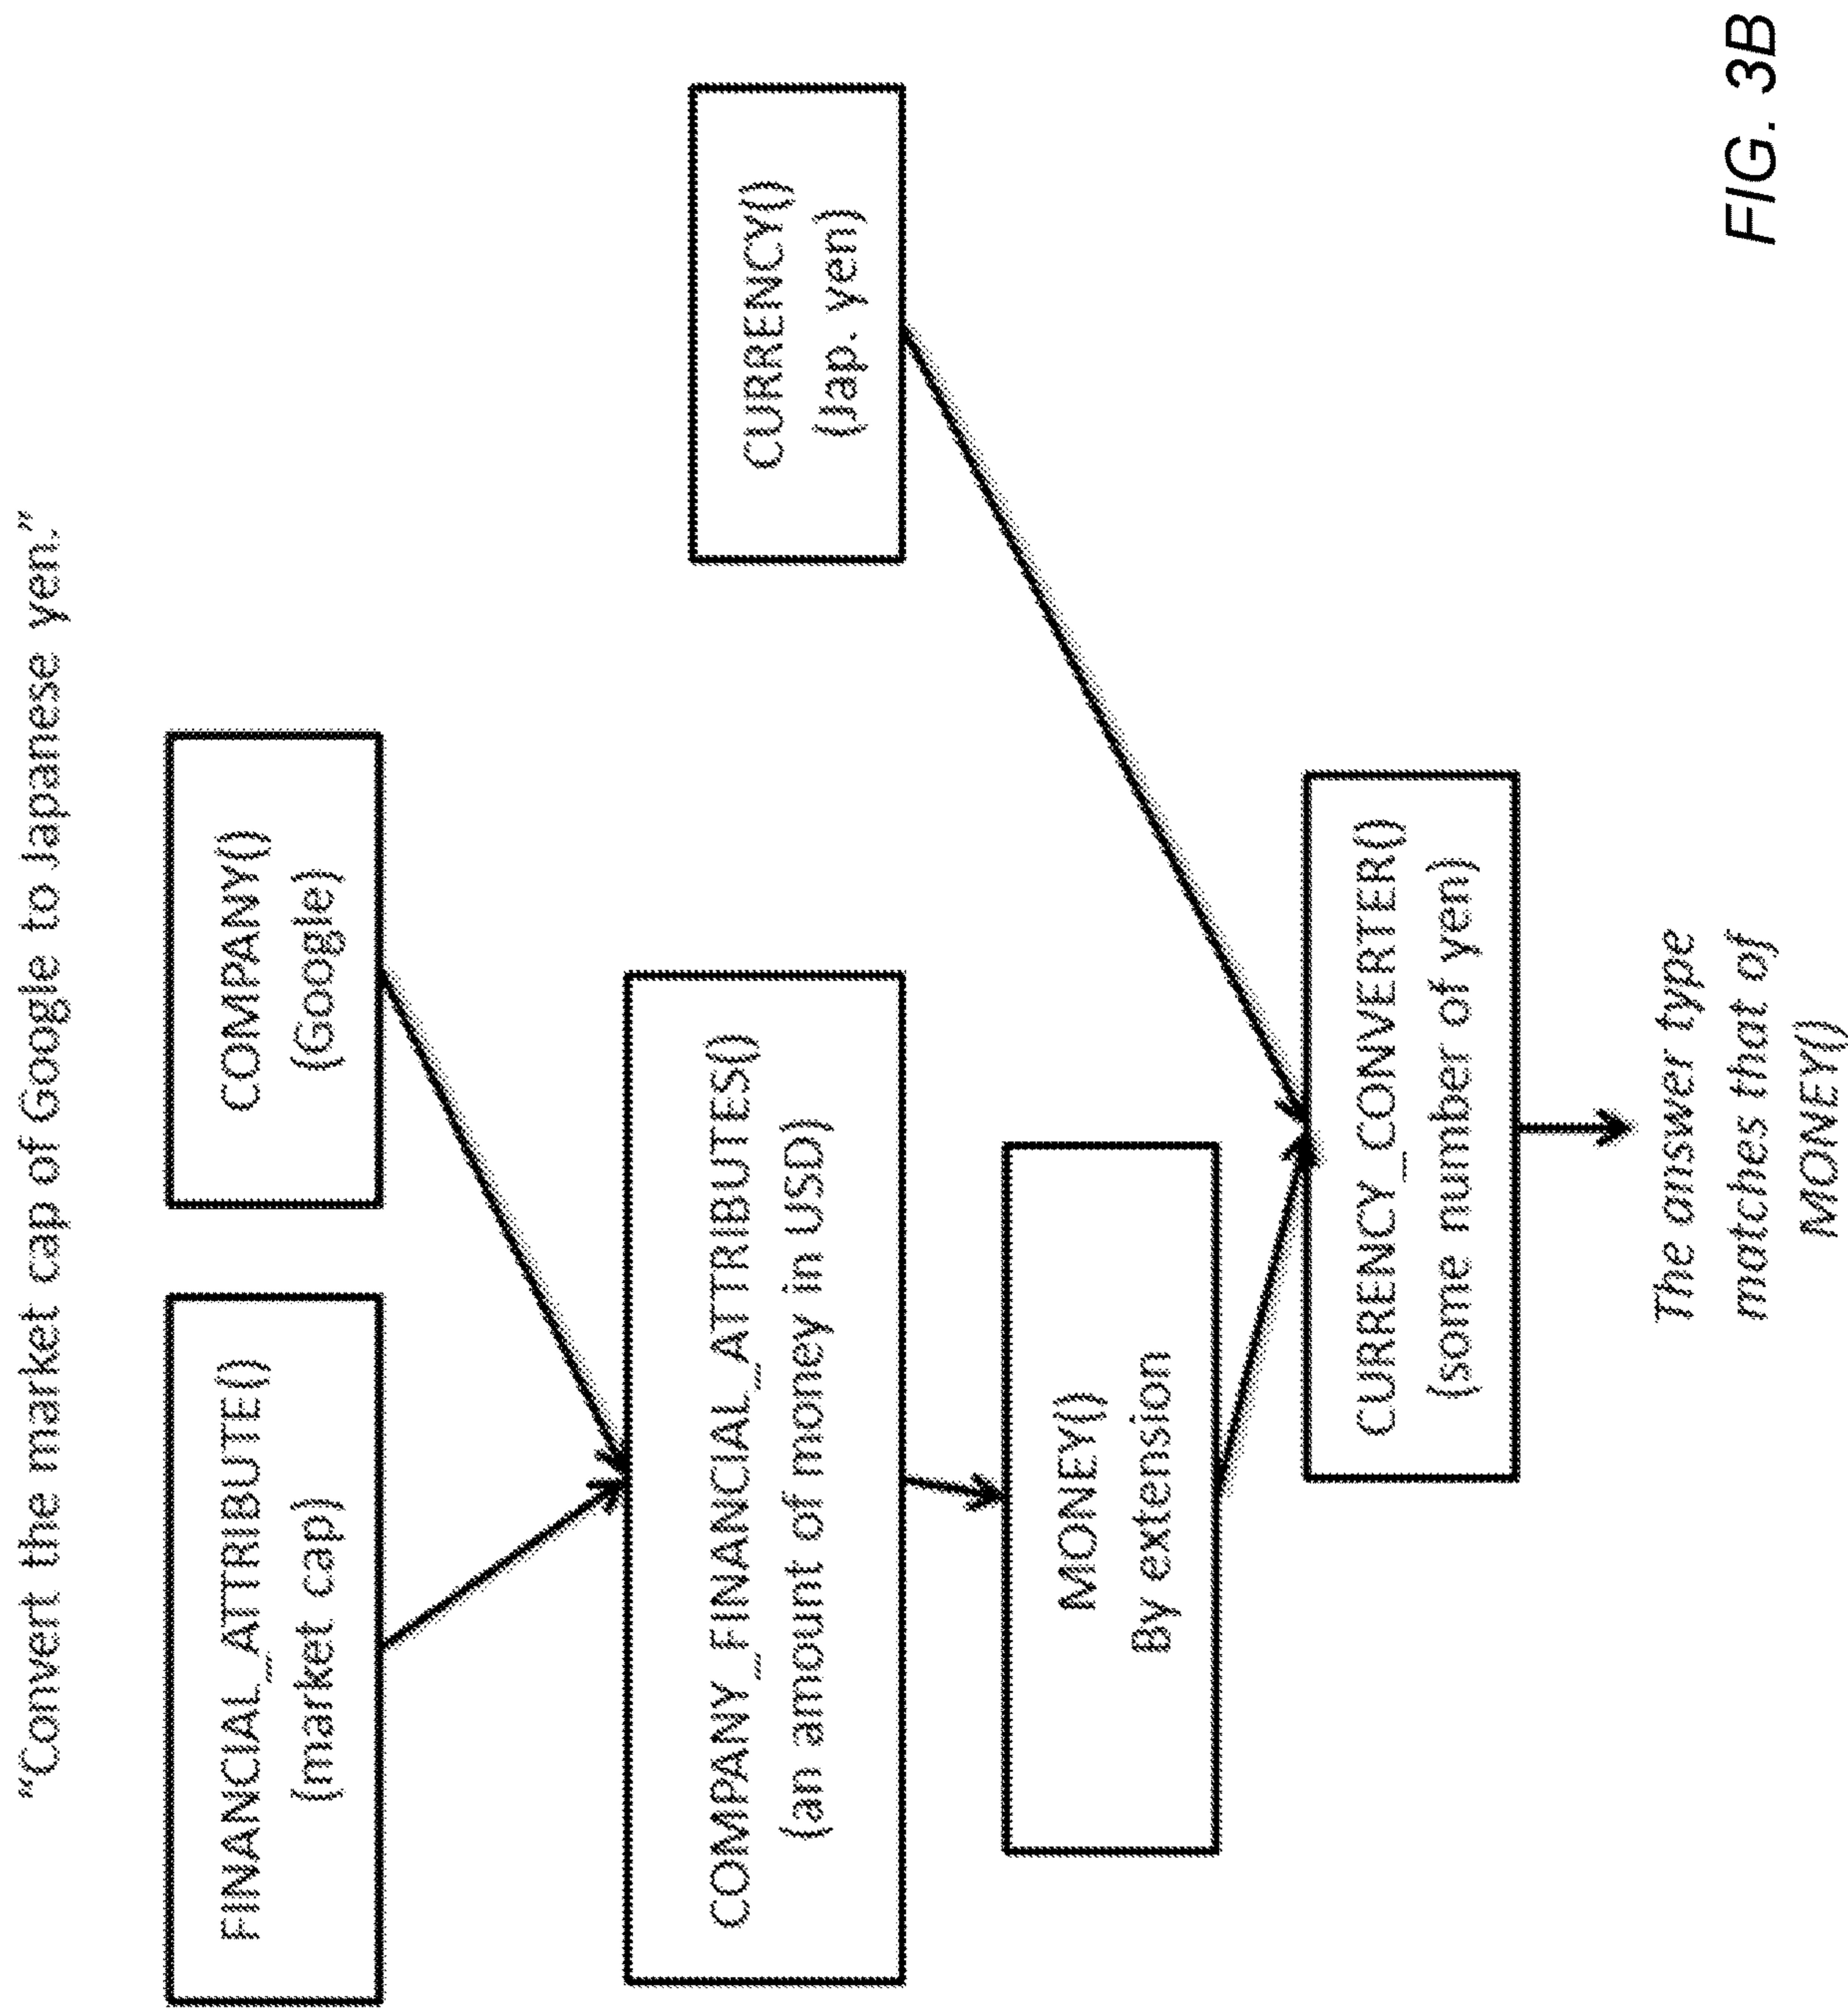 “Convert the market cap of Google to Japanese yen.”
FINANCIAL_ATTRIBUTE()
(market cap)
COMPANY()
(Google)
COMPANY_FINANCIAL_ATTRIBUTES()
(an amount of money in USD)
CURRENCY()
(Jap. yen)
MONEY()
By extension
CURRENCY_CONVERTER()
(some number of yen)
The answer type
matches that of
MONEY()
FIG. 3B